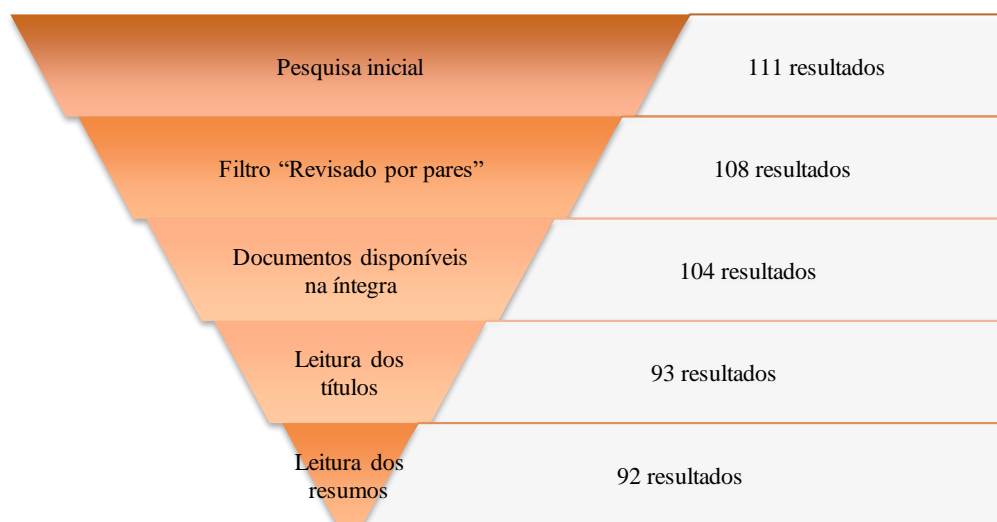 Pesquisa inicial
111 resultados
Filtro “Revisado por pares”
108 resultados
Documentos disponíveis
na íntegra
104 resultados
Leitura dos
títulos
93 resultados
Leitura dos
resumos
92 resultados